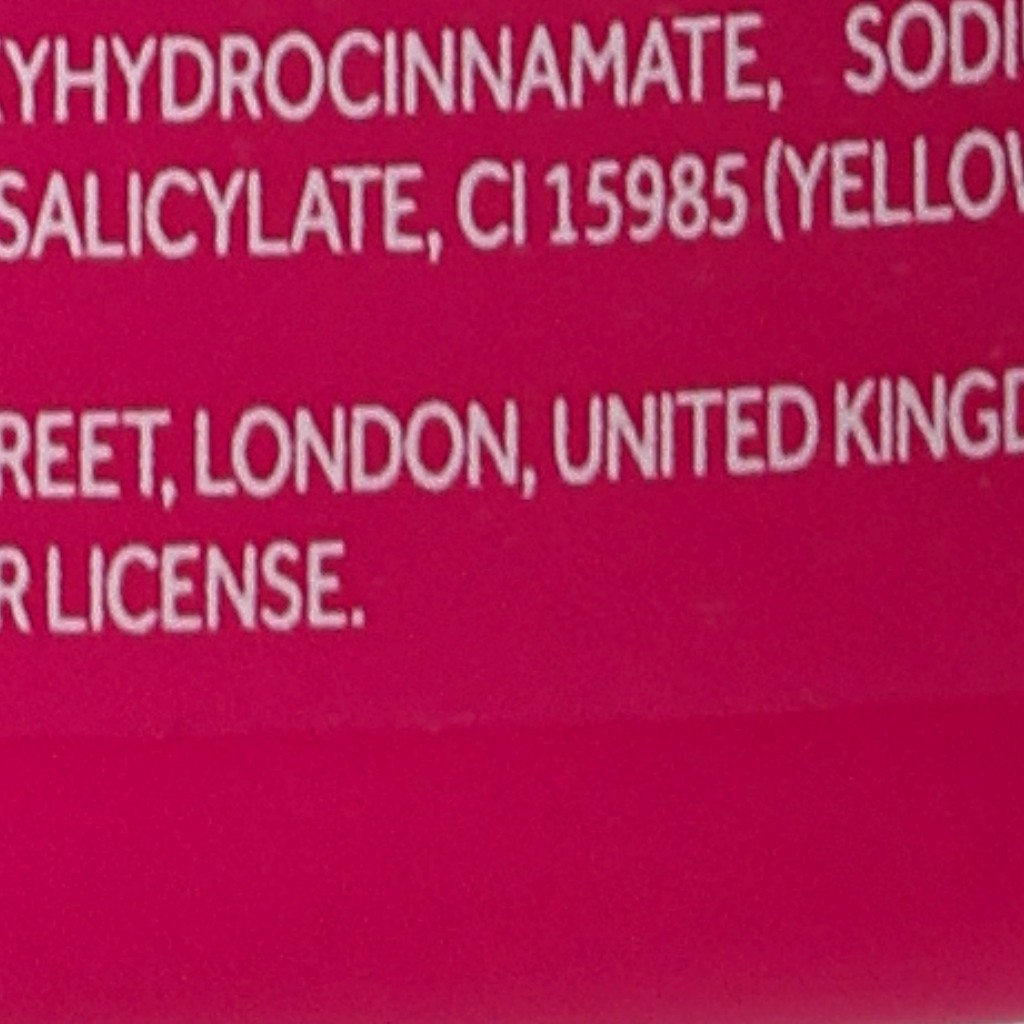 YHYDROCINNAMATE, SODI
SALICYLATE, CI 15985 (YELLOW
REET, LONDON, UNITED KINGD
R LICENSE.